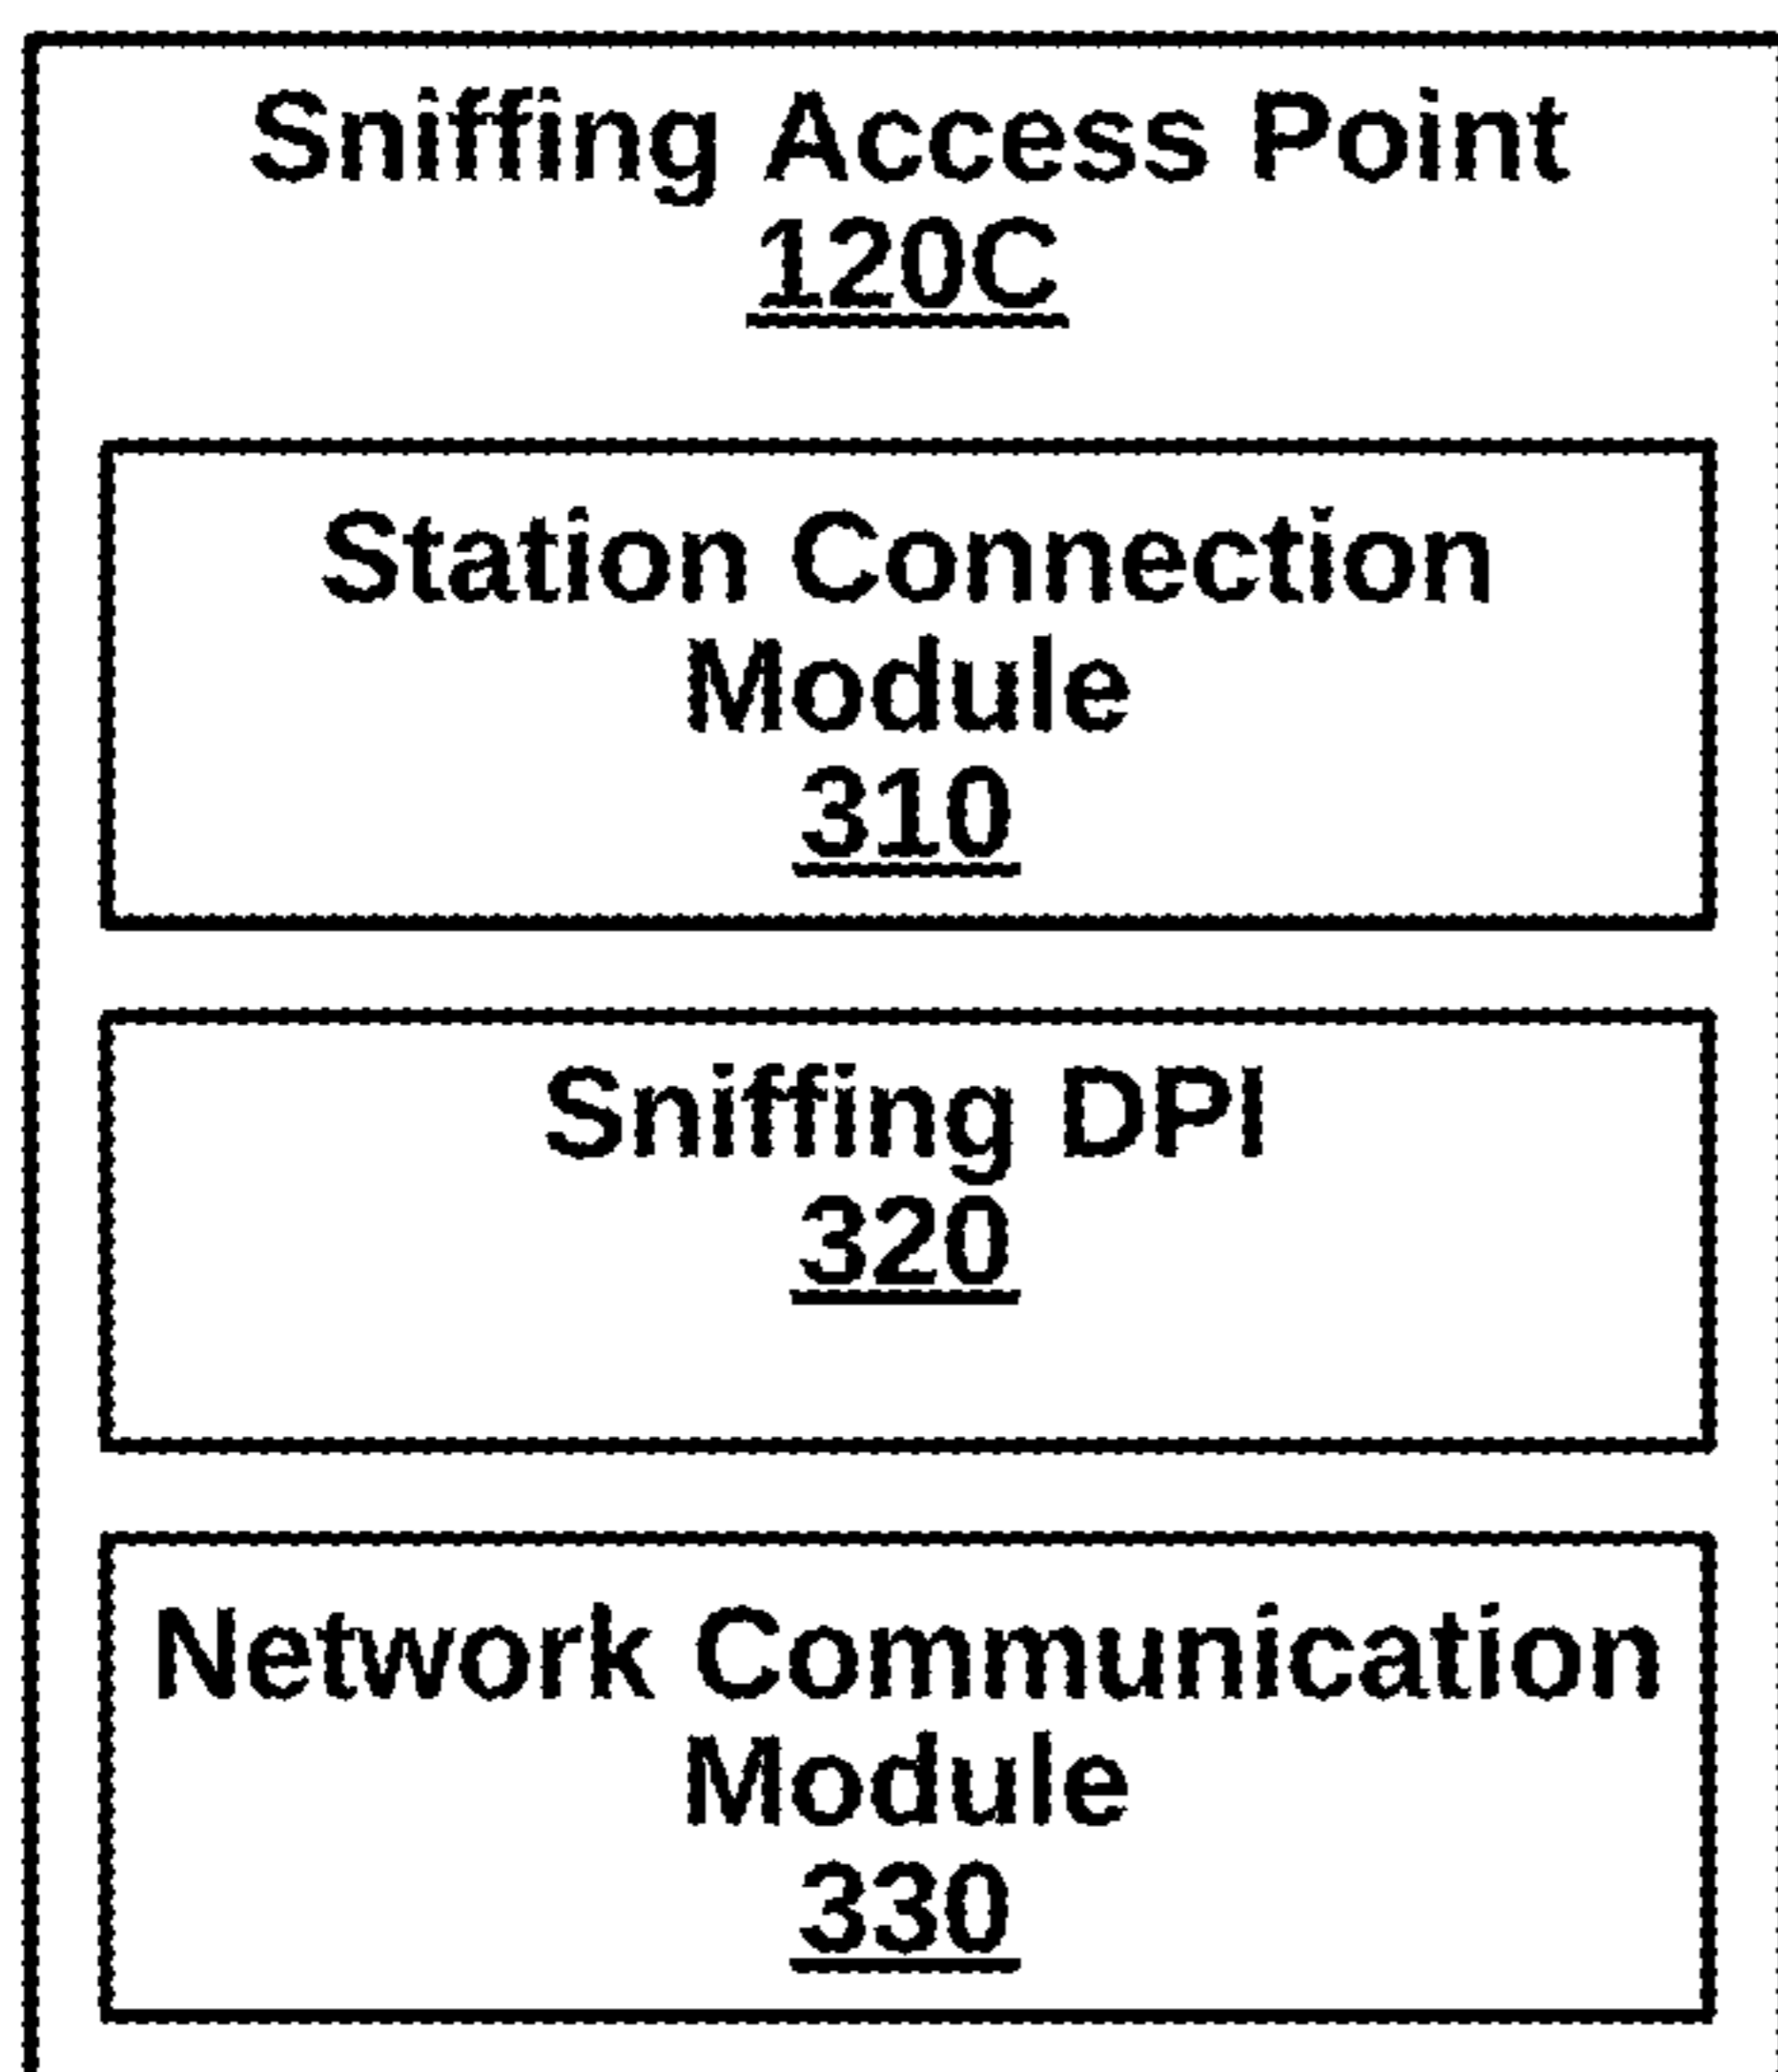 Sniffing Access Point
120C
Station Connection
Module
310
Sniffing DPI
320
Network Communication
Module
330